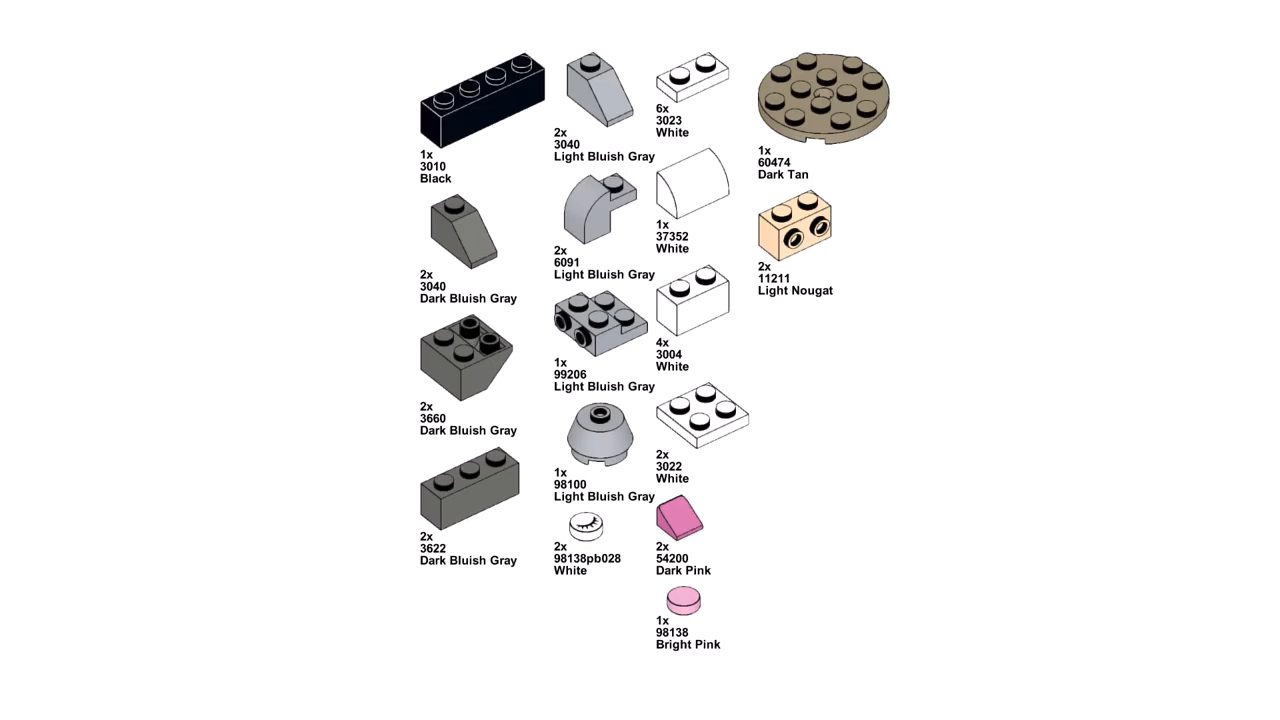 1x
3010
Black
2x
3040
Dark Bluish Gray
2x
3660
Dark Bluish Gray
2x
3622
Dark Bluish Gray
2x
3040
Light Bluish Gray
2x
6091
Light Bluish Gray
1x
99206
Light Bluish Gray
1x
98100
Light Bluish Gray
2x
98138pb028
White
6x
3023
White
1x
37352
White
4x
3004
White
2x
3022
White
2x
54200
Dark Pink
1x
98138
Bright Pink
1x
60474
Dark Tan
2x
11211
Light Nougat